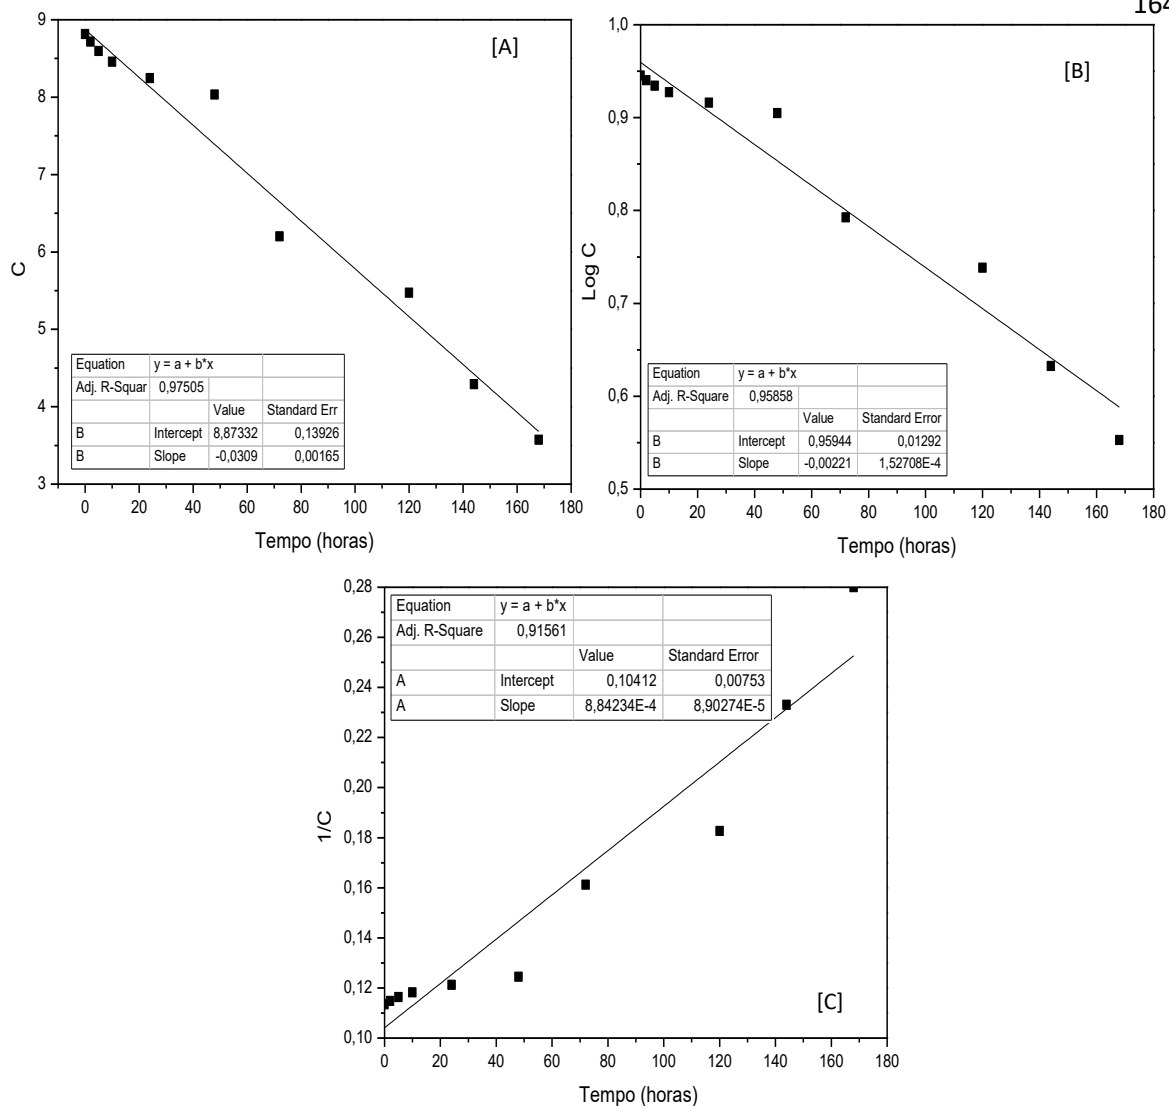 164
9
8
7
6
5
4
3
C
[A]
Equation y = a + b*x
Adj. R-Squar 0,97505
Value Standard Err
B Intercept 8,87332 0,13926
B Slope -0,0309 0,00165
0 20 40 60 80 100 120 140 160 180
Tempo (horas)
1,0
0,9
0,8
0,7
0,6
0,5
Log C
[B]
Equation y = a + b*x
Adj. R-Square 0,95858
Value Standard Error
B Intercept 0,95944 0,01292
B Slope -0,00221 1,52708E-4
0 20 40 60 80 100 120 140 160 180
Tempo (horas)
0,28
0,26
0,24
0,22
0,20
0,18
0,16
0,14
0,12
0,10
1/C
Equation y = a + b*x
Adj. R-Square 0,91561
Value Standard Error
A Intercept 0,10412 0,00753
A Slope 8,84234E-4 8,90274E-5
[C]
0 20 40 60 80 100 120 140 160 180
Tempo (horas)